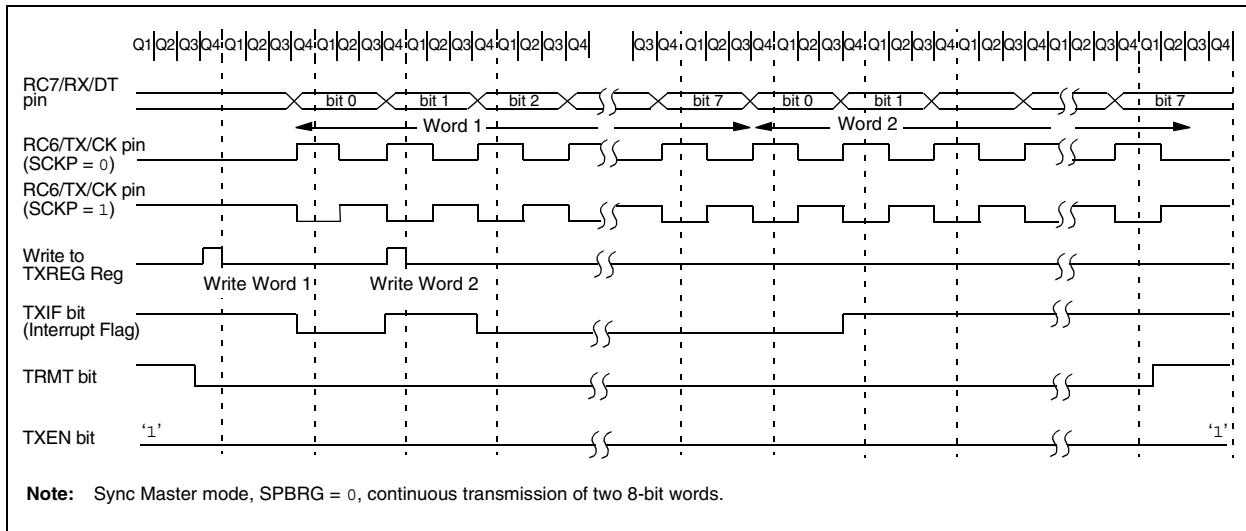 Q1 Q2 Q3 Q4 Q1 Q2 Q3 Q4 Q1 Q2 Q3 Q4 Q1 Q2 Q3 Q4 Q1 Q2 Q3 Q4 Q3 Q4 Q1 Q2 Q3 Q4 Q1 Q2 Q3 Q4 Q1 Q2 Q3 Q4 Q1 Q2 Q3 Q4 Q1 Q2 Q3 Q4 Q1 Q2 Q3 Q4
RC7/RX/DT
pin
bit 0 bit 1 bit 2 bit 7 bit 0 bit 1 bit 7
Word 1 Word 2
RC6/TX/CK pin
(SCKP = 0)
RC6/TX/CK pin
(SCKP = 1)
Write to
TXREG Reg
Write Word 1 Write Word 2
TXIF bit
(Interrupt Flag)
TRMT bit
TXEN bit
‘1’ ‘1’
Note: Sync Master mode, SPBRG = 0, continuous transmission of two 8-bit words.